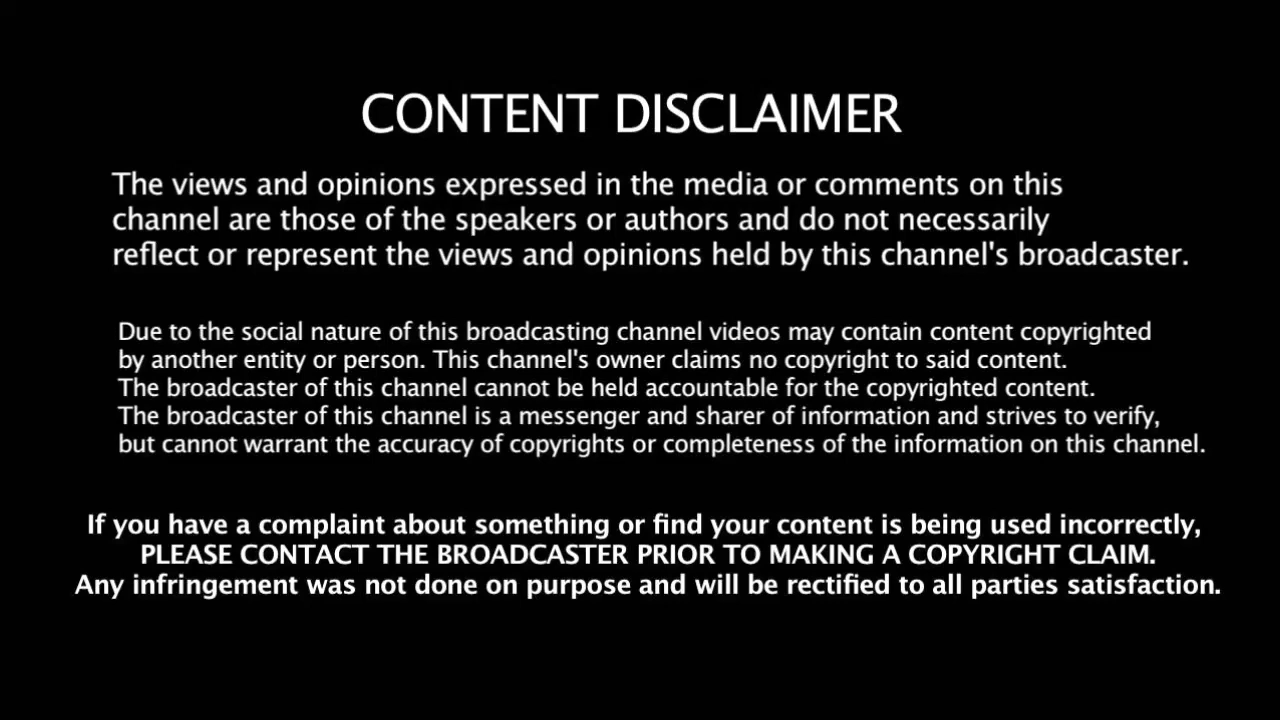 CONTENT DISCLAIMER
The views and opinions expressed in the media or comments on this
channel are those of the speakers or authors and do not necessarily
reflect or represent the views and opinions held by this channel's broadcaster.
Due to the social nature of this broadcasting channel videos may contain content copyrighted
by another entity or person. This channel's owner claims no copyright to said content.
The broadcaster of this channel cannot be held accountable for the copyrighted content.
The broadcaster of this channel is a messenger and sharer of information and strives to verify,
but cannot warrant the accuracy of copyrights or completeness of the information on this channel.
If you have a complaint about something or find your content is being used incorrectly,
PLEASE CONTACT THE BROADCASTER PRIOR TO MAKING A COPYRIGHT CLAIM.
Any infringement was not done on purpose and will be rectified to all parties satisfaction.